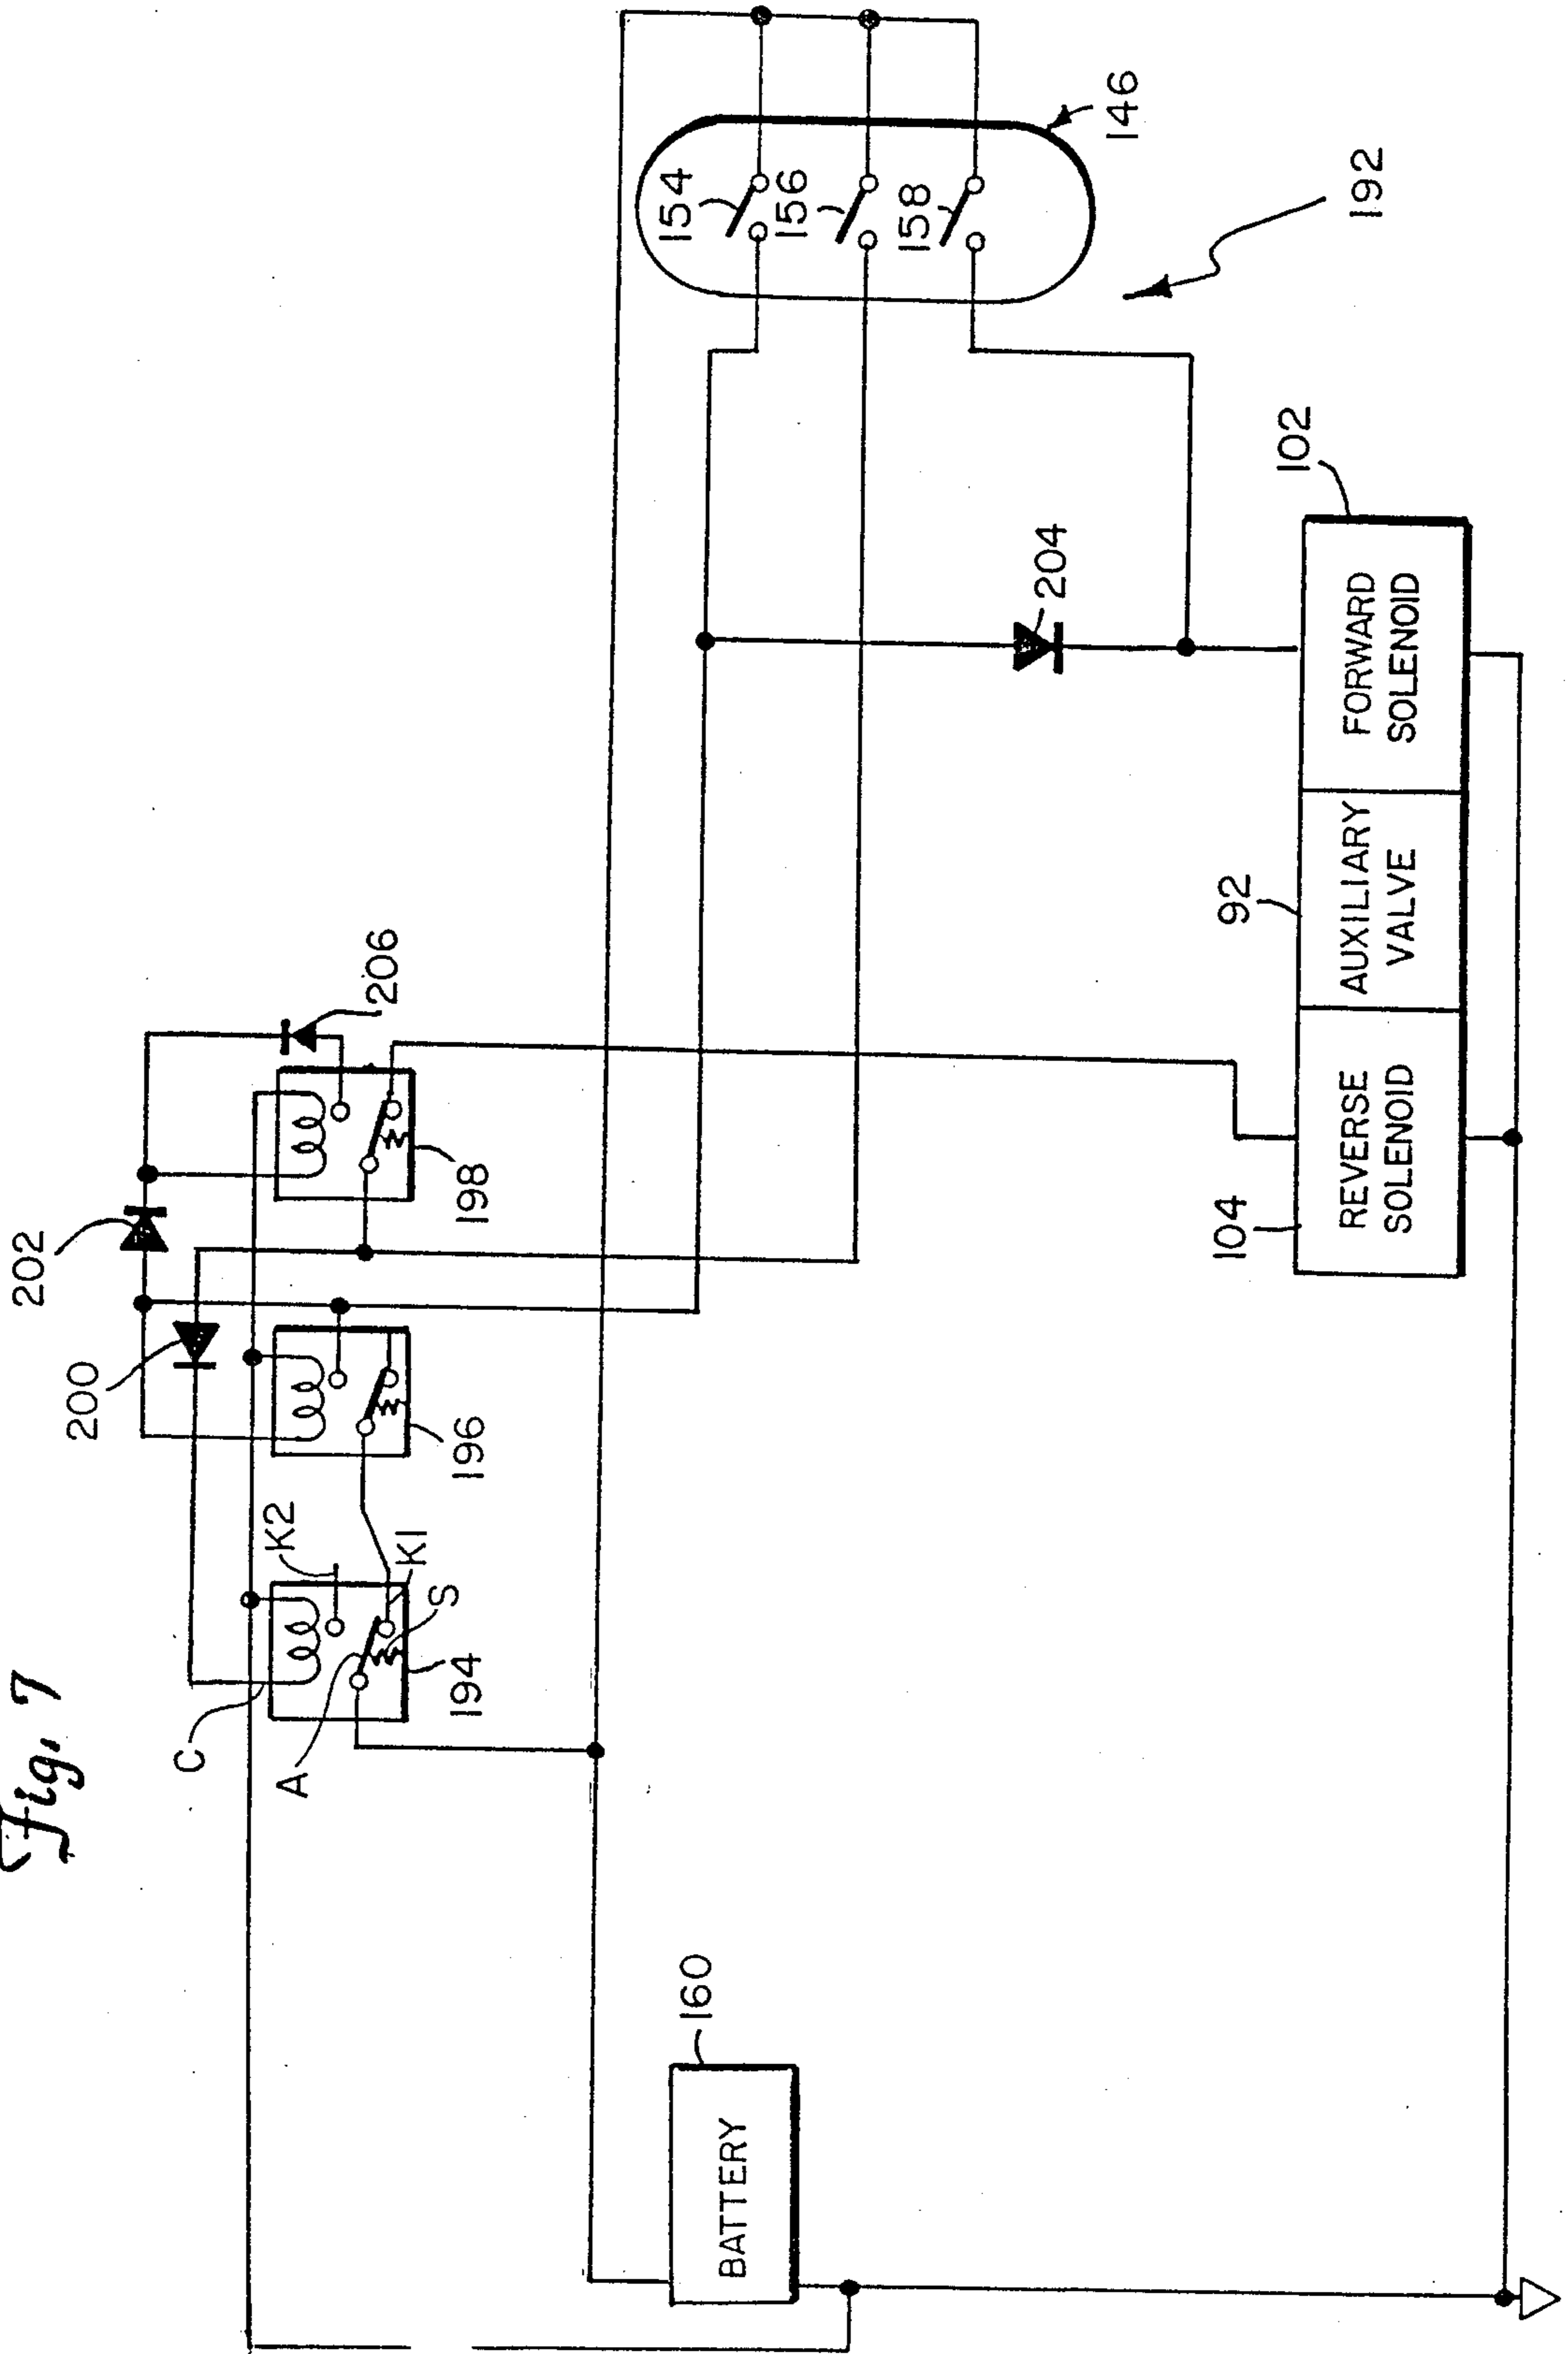 Fig. 7
202
200
206
C
K2
A
K1
S
194
196
198
154
156
158
146
192
204
160
BATTERY
92
102
104
REVERSE
SOLENOID
AUXILIARY
VALVE
FORWARD
SOLENOID